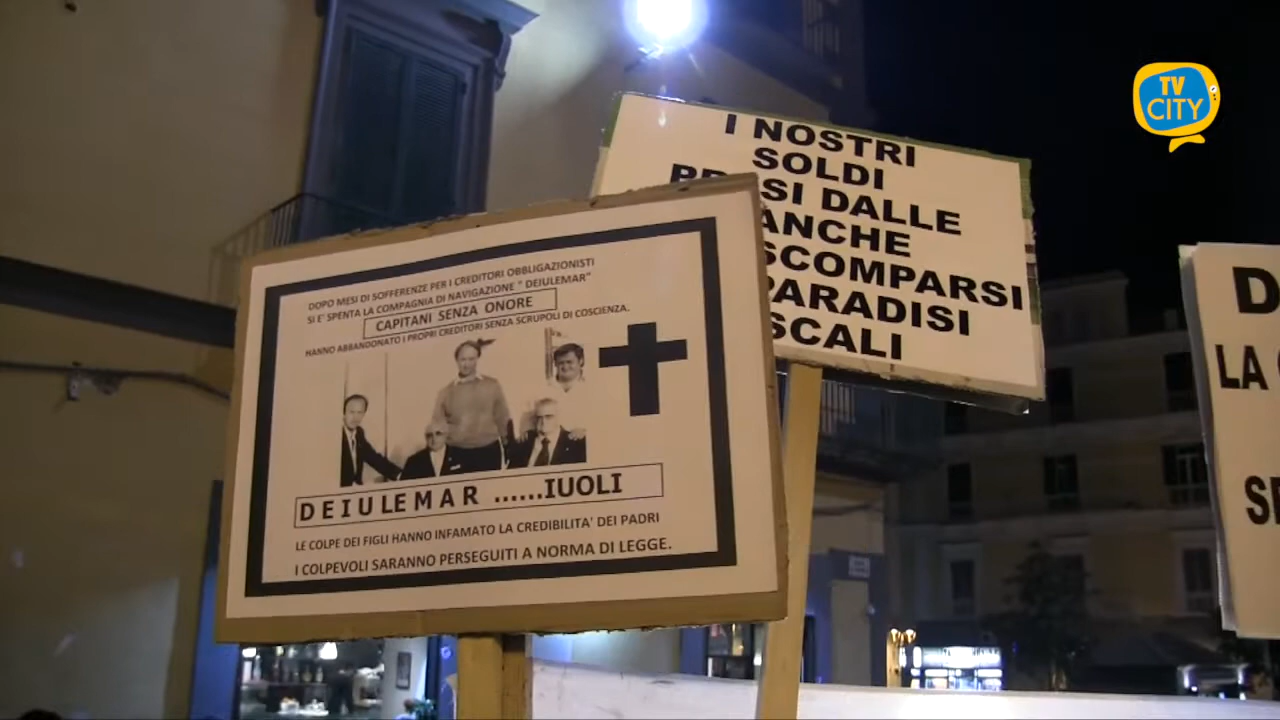 TV
CITY
I NOSTRI
SOLDI
SI DALLE
ANCHE
SCOMPARSI
PARADISI
SCALI
DOPO MESI DI SOFFERENZE PER I CREDITORI OBBLIGAZIONISTI
SI E' SPENTA LA COMPAGNIA DI NAVIGAZIONE " DEIULEMAR"
CAPITANI SENZA ONORE
HANNO ABBANDONATO I PROPRI CREDITORI SENZA SCRUPOLI DI COSCIENZA.
DEIULEMAR ......IUOLI
LE COLPE DEI FIGLI HANNO INFAMATO LA CREDIBILITA' DEI PADRI
I COLPEVOLI SARANNO PERSEGUITI A NORMA DI LEGGE.
D
LA
SE